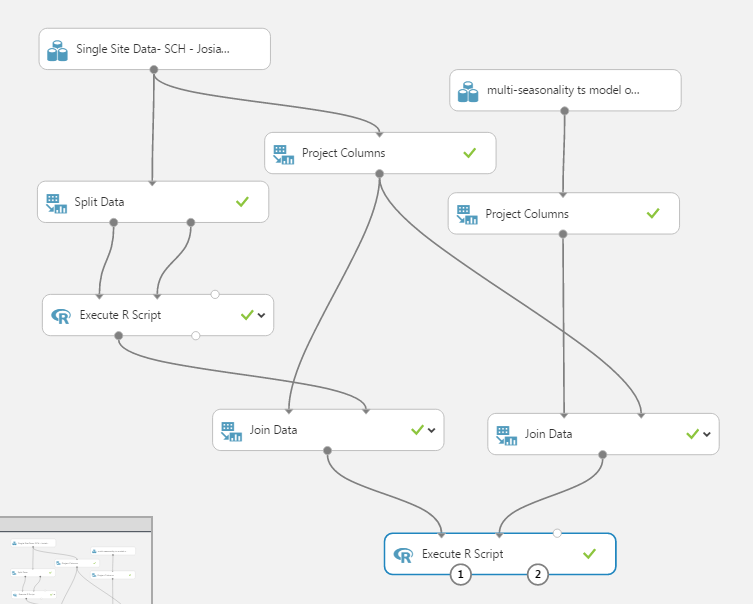 Single Site Data- SCH - Josia...
multi-seasonality ts model o...
Project Columns
Split Data
Project Columns
Execute R Script
Join Data
Join Data
Execute R Script
1
2